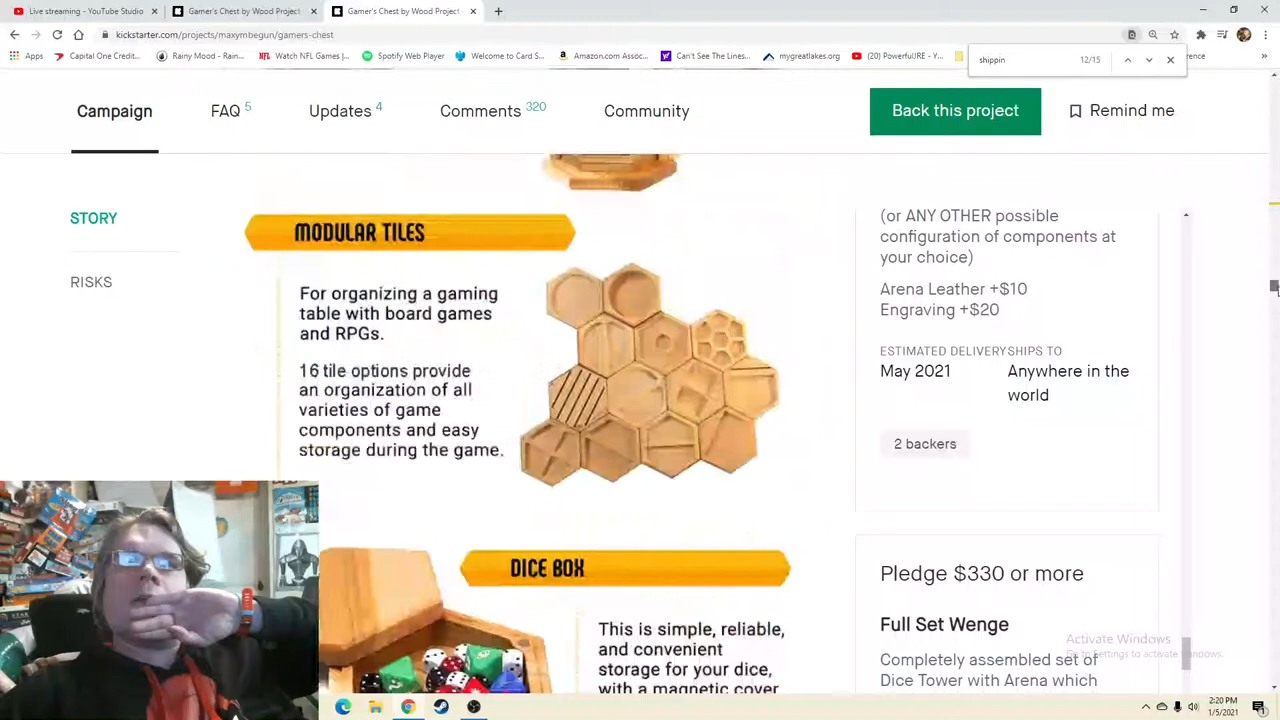 Live streaming - YouTube Studio
Gamer's Chest by Wood Project
Gamer's Chest by Wood Project
kickstarter.com/projects/maxymbegun/gamers-chest
Apps
Capital One Credit...
Rainy Mood - Rain...
Watch NFL Games |...
Spotify Web Player
Welcome to Card S...
Amazon.com Assoc...
Can't See The Lines...
mygreatlakes.org
(20) PowerfulJRE - Y...
shippin
12/15
Campaign
FAQ 5
Updates 4
Comments 320
Community
Back this project
Remind me
STORY
RISKS
MODULAR TILES
For organizing a gaming
table with board games
and RPGs.
16 tile options provide
an organization of all
varieties of game
components and easy
storage during the game.
DICE BOX
This is simple, reliable,
and convenient
storage for your dice,
with a magnetic cover
(or ANY OTHER possible
configuration of components at
your choice)
Arena Leather +$10
Engraving +$20
ESTIMATED DELIVERY
SHIPS TO
May 2021
Anywhere in the
world
2 backers
Pledge $330 or more
Full Set Wenge
Completely assembled set of
Dice Tower with Arena which
Activate Windows
Go to Settings to activate Windows.
2:20 PM
1/5/2021